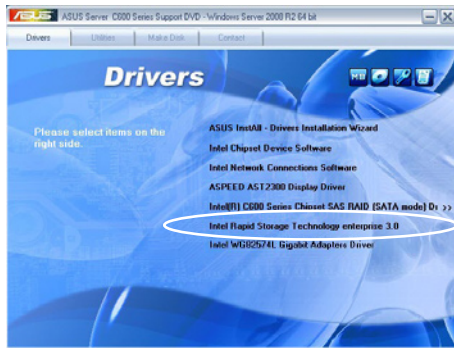 ASUS ASUS Server C600 Series Support DVD - Windows Server 2008 R2 64 bit
Drivers Utilities Make Disk Contact
Drivers
MB
Please select items on the right side.
ASUS InstAll - Drivers Installation Wizard
Intel Chipset Device Software
Intel Network Connections Software
ASPEED AST2300 Display Driver
Intel(R) C600 Series Chipset SAS RAID (SATA mode) Dr >>
Intel Rapid Storage Technology enterprise 3.0
Intel WG82574L Gigabit Adapters Driver